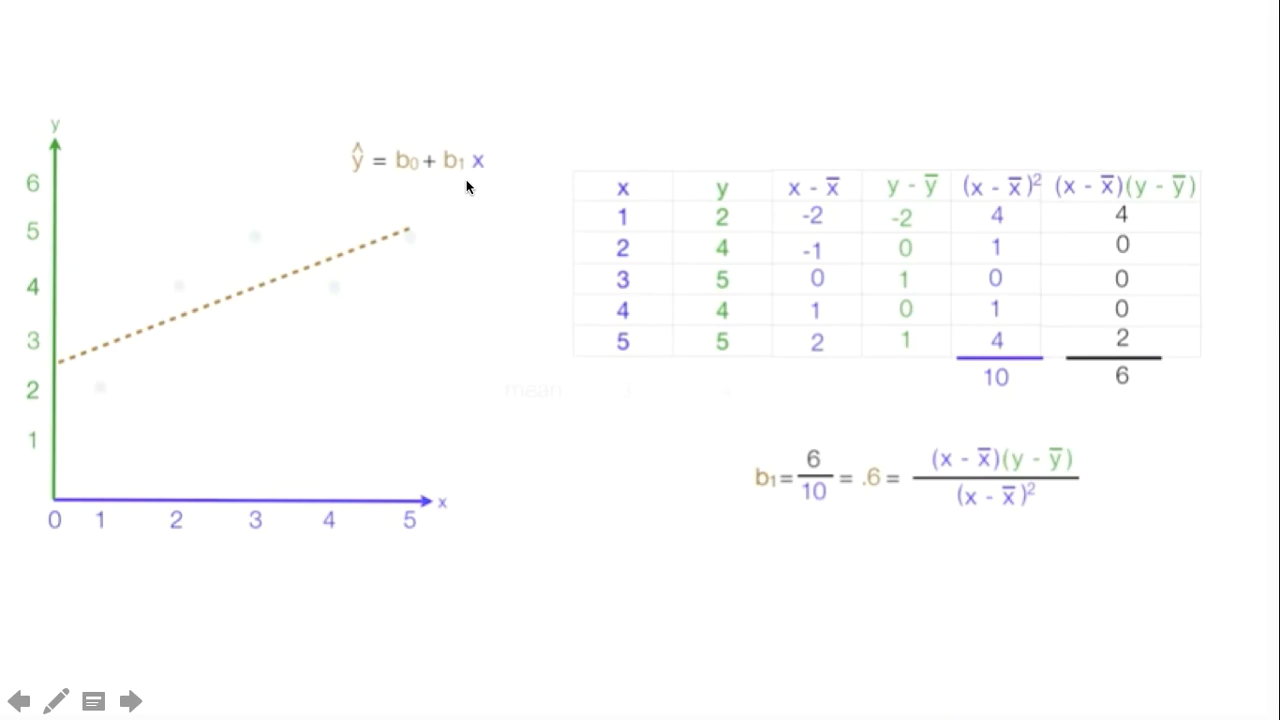 y
ŷ = b₀ + b₁ x
6
5
4
3
2
1
x
0 1 2 3 4 5
x y x - x̅ y - y̅ (x - x̅)² (x - x̅)(y - y̅)
1 2 -2 -2 4 4
2 4 -1 0 1 0
3 5 0 1 0 0
4 4 1 0 1 0
5 5 2 1 4 2
10 6
mean
b₁ = 6/10 = .6 = (x - x̅)(y - y̅)/(x - x̅)²